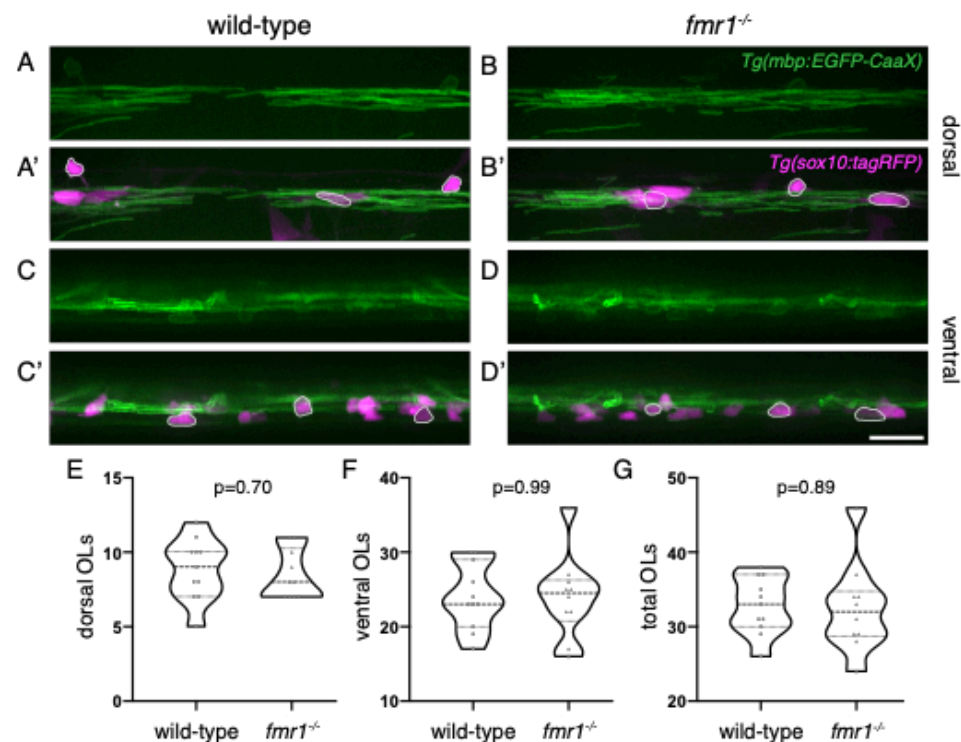 wild-type
fmr1-/-
A
B
Tg(mbp:EGFP-CaaX)
dorsal
A'
B'
Tg(sox10:tagRFP)
C
D
ventral
C'
D'
E
F
G
p=0.70
p=0.99
p=0.89
dorsal OLs
15
10
5
0
wild-type
fmr1-/-
ventral OLs
40
30
20
10
wild-type
fmr1-/-
total OLs
50
40
30
20
wild-type
fmr1-/-